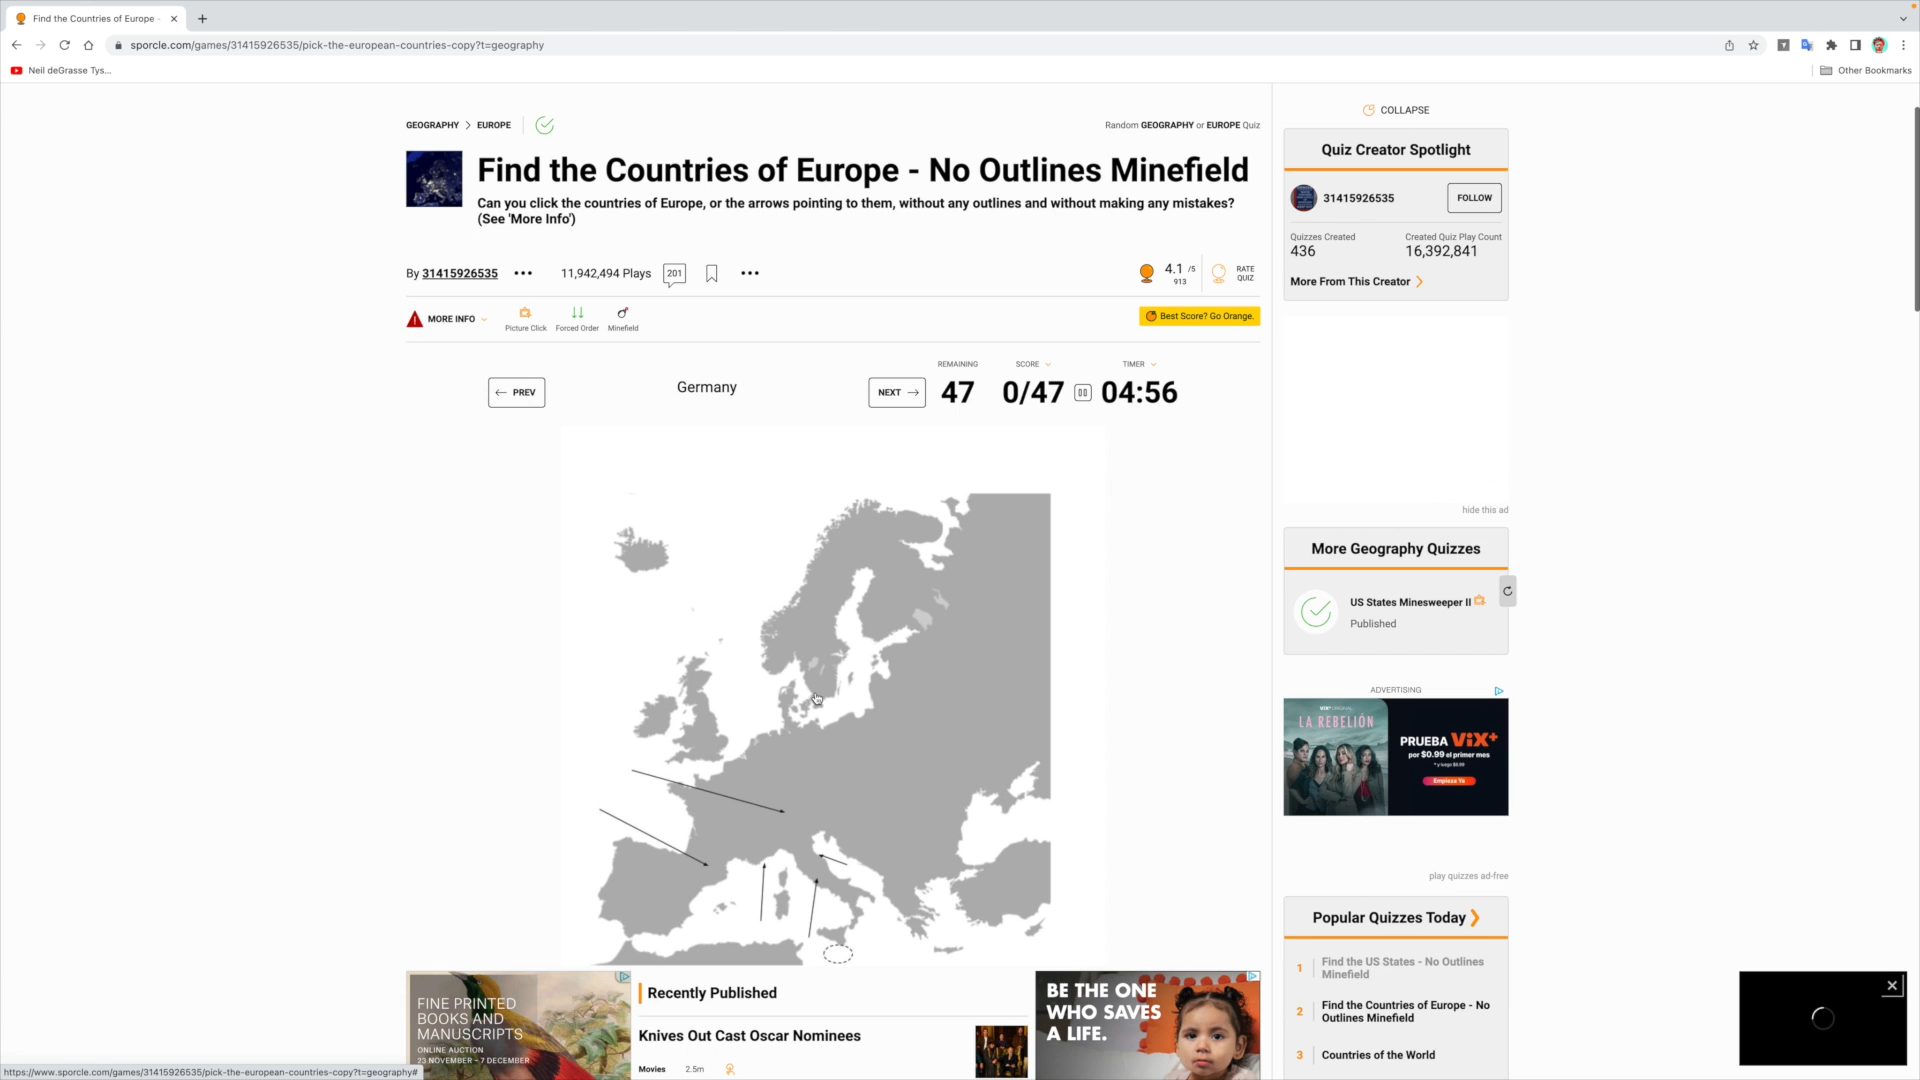 Find the Countries of Europe -
sporcle.com/games/31415926535/pick-the-european-countries-copy?t=geography
Neil deGrasse Tys...
Other Bookmarks
GEOGRAPHY > EUROPE
Random GEOGRAPHY or EUROPE Quiz
Find the Countries of Europe - No Outlines Minefield
Can you click the countries of Europe, or the arrows pointing to them, without any outlines and without making any mistakes?
(See 'More Info')
By 31415926535
11,942,494 Plays
201
4.1 /5
913
RATE
QUIZ
MORE INFO
Picture Click
Forced Order
Minefield
Best Score? Go Orange.
PREV
Germany
NEXT
REMAINING
47
SCORE
0/47
TIMER
04:56
COLLAPSE
Quiz Creator Spotlight
31415926535
FOLLOW
Quizzes Created
436
Created Quiz Play Count
16,392,841
More From This Creator
hide this ad
More Geography Quizzes
US States Minesweeper II
Published
ADVERTISING
ViX+ ORIGINAL
LA REBELIÓN
PRUEBA ViX+
por $0.99 el primer mes
*y luego $6.99
Empieza Ya
play quizzes ad-free
Popular Quizzes Today
1
Find the US States - No Outlines
Minefield
2
Find the Countries of Europe - No
Outlines Minefield
3
Countries of the World
FINE PRINTED
BOOKS AND
MANUSCRIPTS
ONLINE AUCTION
23 NOVEMBER – 7 DECEMBER
Recently Published
Knives Out Cast Oscar Nominees
Movies
2.5m
BE THE ONE
WHO SAVES
A LIFE.
https://www.sporcle.com/games/31415926535/pick-the-european-countries-copy?t=geography#